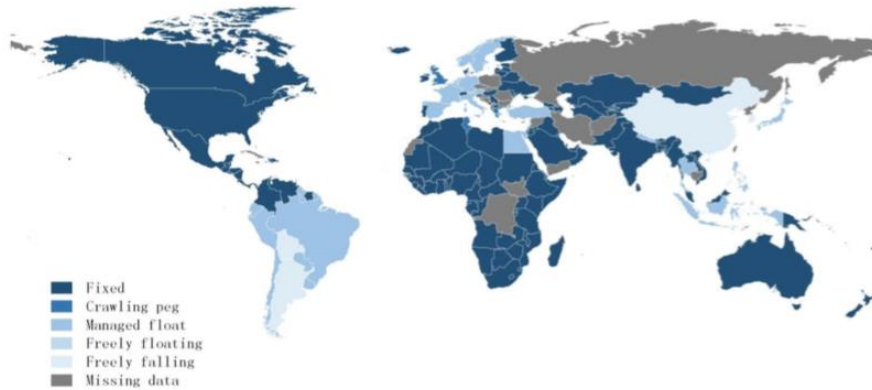 Fixed
Crawling peg
Managed float
Freely floating
Freely falling
Missing data